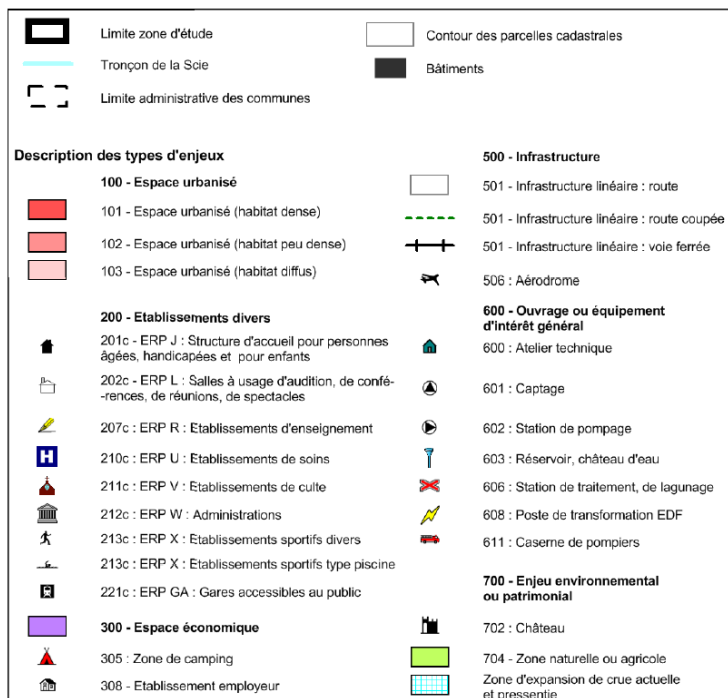 Limite zone d'étude
Tronçon de la Scie
Limite administrative des communes
Contour des parcelles cadastrales
Bâtiments
Description des types d'enjeux
100 - Espace urbanisé
101 - Espace urbanisé (habitat dense)
102 - Espace urbanisé (habitat peu dense)
103 - Espace urbanisé (habitat diffus)
200 - Etablissements divers
201c - ERP J : Structure d'accueil pour personnes
âgées, handicapées et pour enfants
202c - ERP L : Salles à usage d'audition, de confé-
-rences, de réunions, de spectacles
207c : ERP R : Etablissements d'enseignement
210c : ERP U : Etablissements de soins
211c : ERP V : Etablissements de culte
212c : ERP W : Administrations
213c : ERP X : Etablissements sportifs divers
213c : ERP X : Etablissements sportifs type piscine
221c : ERP GA : Gares accessibles au public
300 - Espace économique
305 : Zone de camping
308 - Etablissement employeur
500 - Infrastructure
501 - Infrastructure linéaire : route
501 - Infrastructure linéaire : route coupée
501 - Infrastructure linéaire : voie ferrée
506 : Aérodrome
600 - Ouvrage ou équipement
d'intérêt général
600 : Atelier technique
601 : Captage
602 : Station de pompage
603 : Réservoir, château d'eau
606 : Station de traitement, de lagunage
608 : Poste de transformation EDF
611 : Caserne de pompiers
700 - Enjeu environnemental
ou patrimonial
702 : Château
704 - Zone naturelle ou agricole
Zone d'expansion de crue actuelle
et pressentie
H